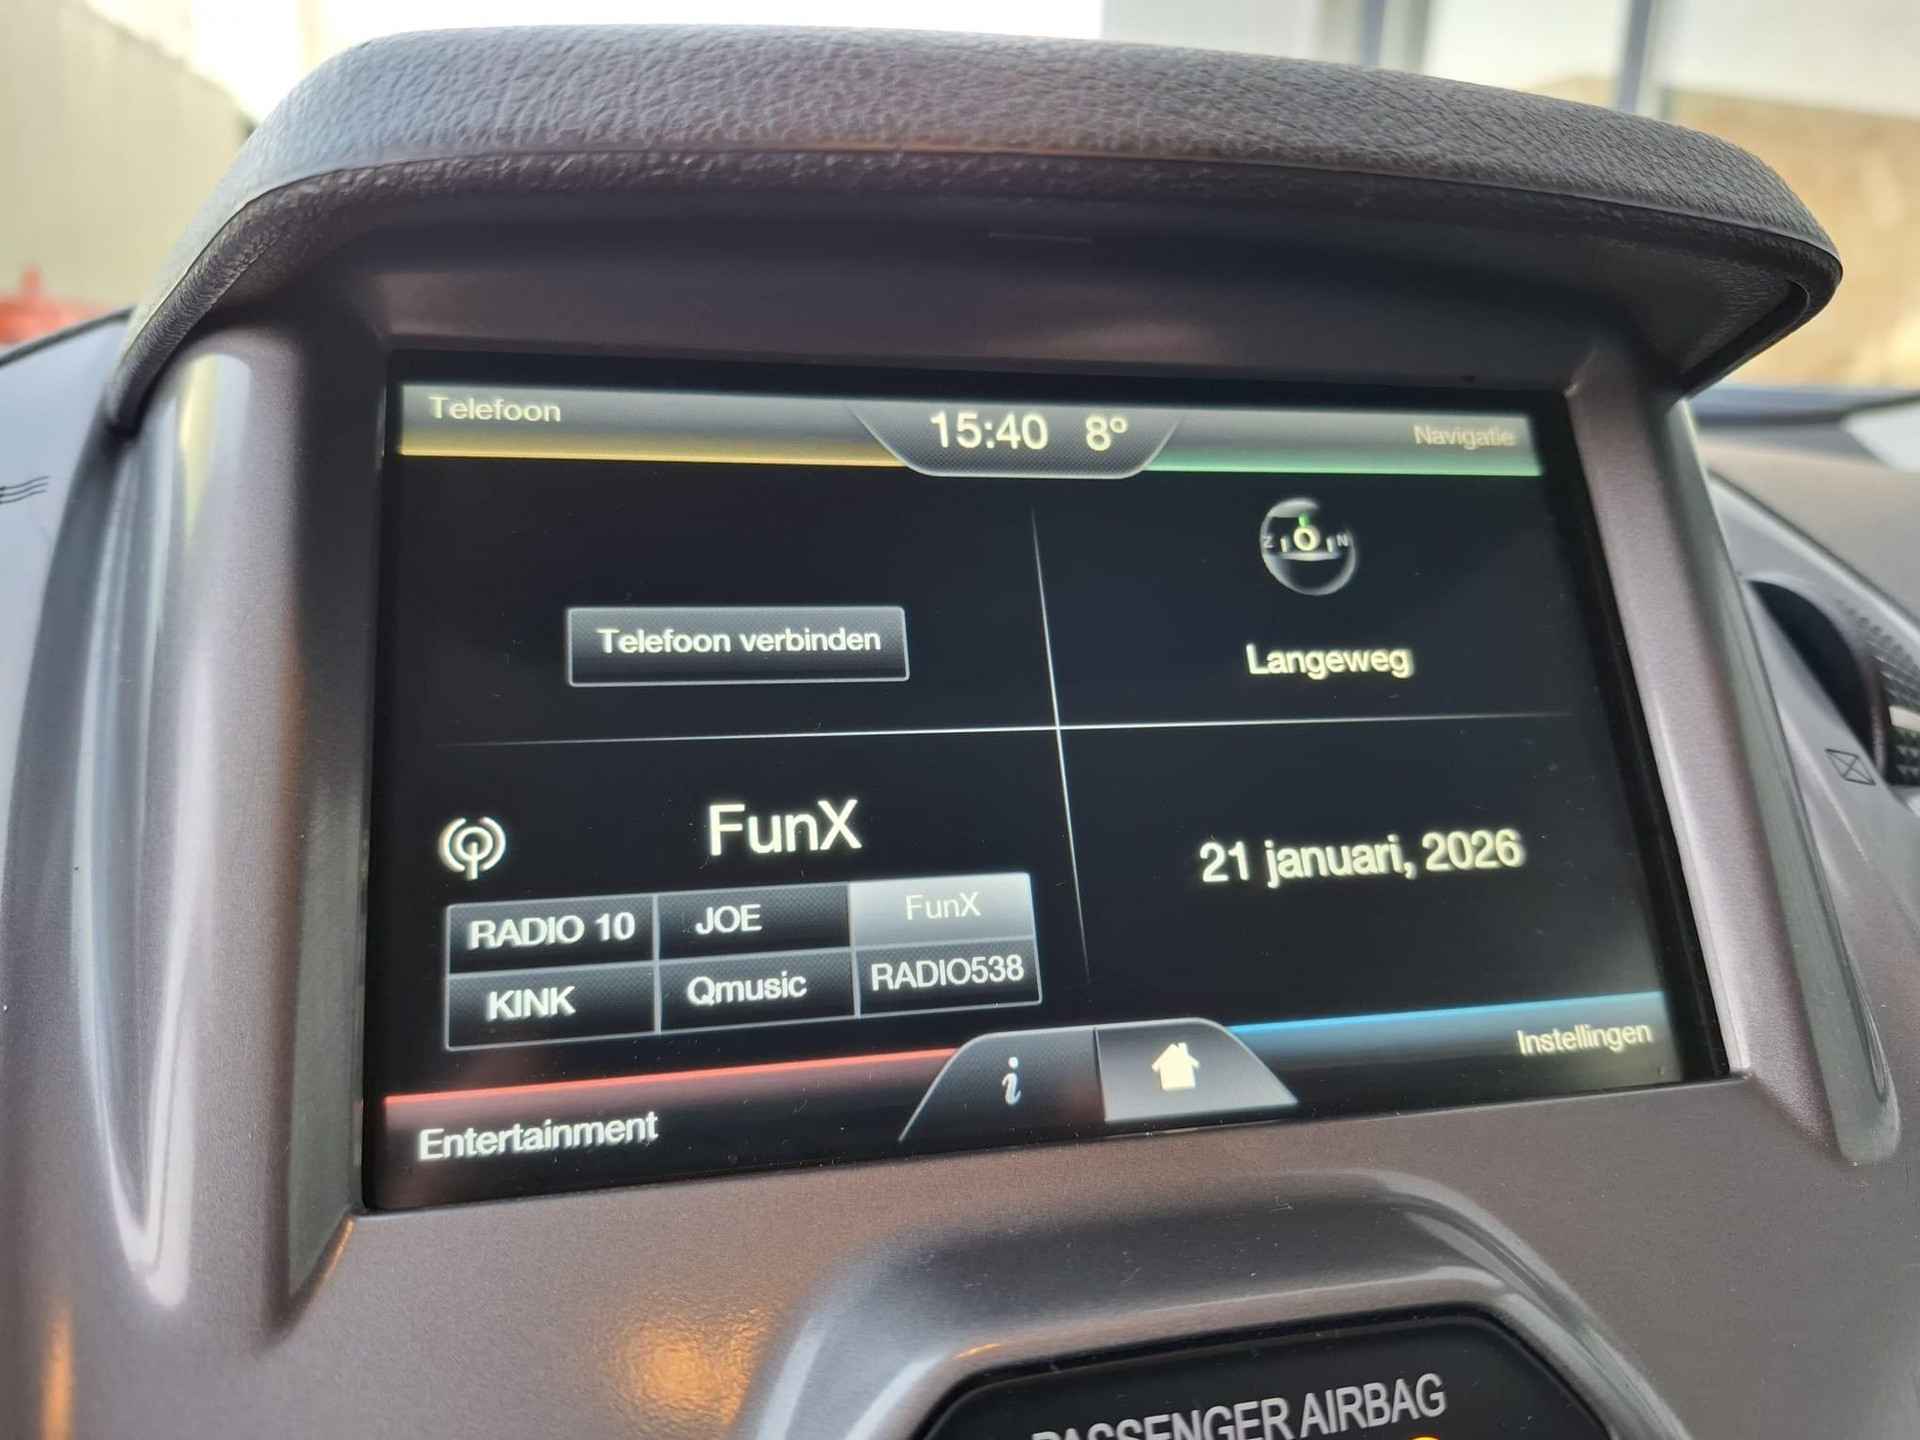 Telefoon
15:40 8°
Navigatie
Z O N
Telefoon verbinden
Langeweg
FunX
21 januari, 2026
RADIO 10 JOE FunX
KINK Qmusic RADIO538
Entertainment
i
Instellingen
PASSENGER AIRBAG